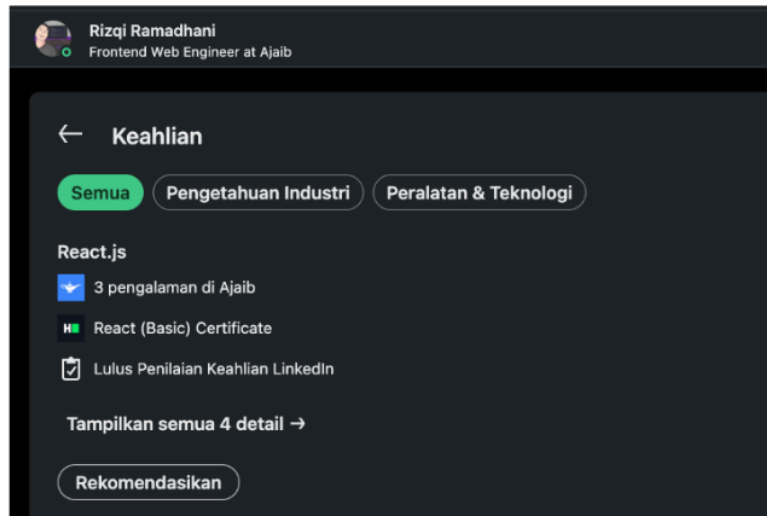 Rizqi Ramadhani
Frontend Web Engineer at Ajaib
← Keahlian
Semua Pengetahuan Industri Peralatan & Teknologi
React.js
3 pengalaman di Ajaib
H React (Basic) Certificate
Lulus Penilaian Keahlian LinkedIn
Tampilkan semua 4 detail →
Rekomendasikan